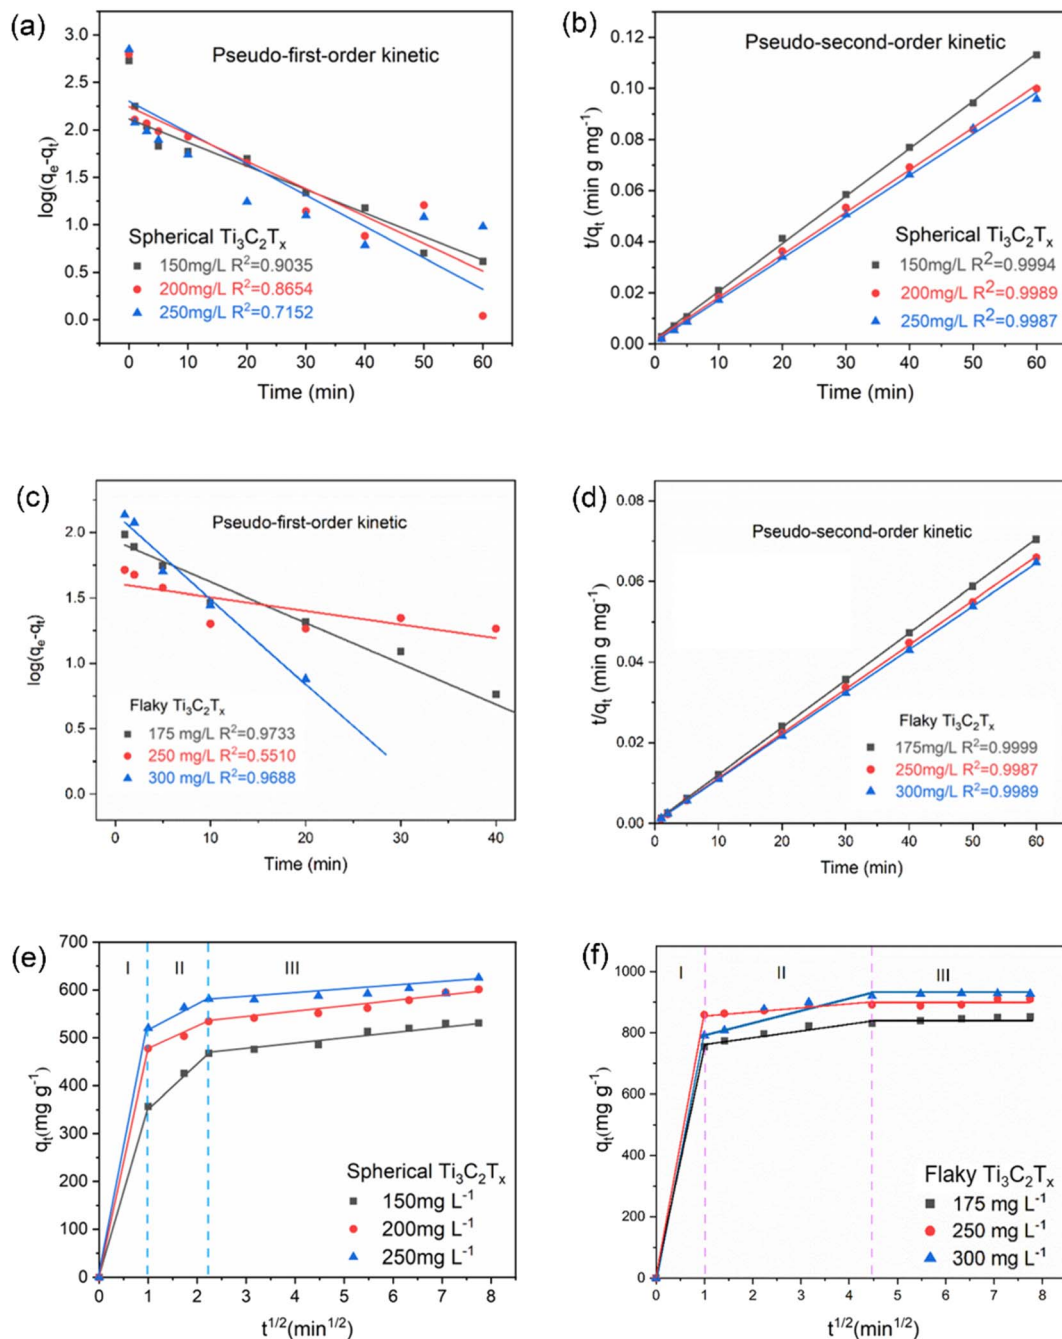 (a)
3.0
2.5
2.0
1.5
1.0
0.5
0.0
log(qₑ-qₜ)
Pseudo-first-order kinetic
Spherical Ti₃C₂Tₓ
150mg/L R²=0.9035
200mg/L R²=0.8654
250mg/L R²=0.7152
0 10 20 30 40 50 60
Time (min)
(b)
0.12
0.10
0.08
0.06
0.04
0.02
0.00
t/qₜ (min g mg⁻¹)
Pseudo-second-order kinetic
Spherical Ti₃C₂Tₓ
150mg/L R²=0.9994
200mg/L R²=0.9989
250mg/L R²=0.9987
0 10 20 30 40 50 60
Time (min)
(c)
2.0
1.5
1.0
0.5
0.0
log(qₑ-qₜ)
Pseudo-first-order kinetic
Flaky Ti₃C₂Tₓ
175 mg/L R²=0.9733
250 mg/L R²=0.5510
300 mg/L R²=0.9688
0 10 20 30 40
Time (min)
(d)
0.08
0.06
0.04
0.02
0.00
t/qₜ (min g mg⁻¹)
Pseudo-second-order kinetic
Flaky Ti₃C₂Tₓ
175mg/L R²=0.9999
250mg/L R²=0.9987
300mg/L R²=0.9989
0 10 20 30 40 50 60
Time (min)
(e)
700
600
500
400
300
200
100
0
qₜ(mg g⁻¹)
I II III
Spherical Ti₃C₂Tₓ
150mg L⁻¹
200mg L⁻¹
250mg L⁻¹
0 1 2 3 4 5 6 7 8
t¹/²(min¹/²)
(f)
1000
800
600
400
200
0
qₜ(mg g⁻¹)
I II III
Flaky Ti₃C₂Tₓ
175 mg L⁻¹
250 mg L⁻¹
300 mg L⁻¹
0 1 2 3 4 5 6 7 8
t¹/²(min¹/²)